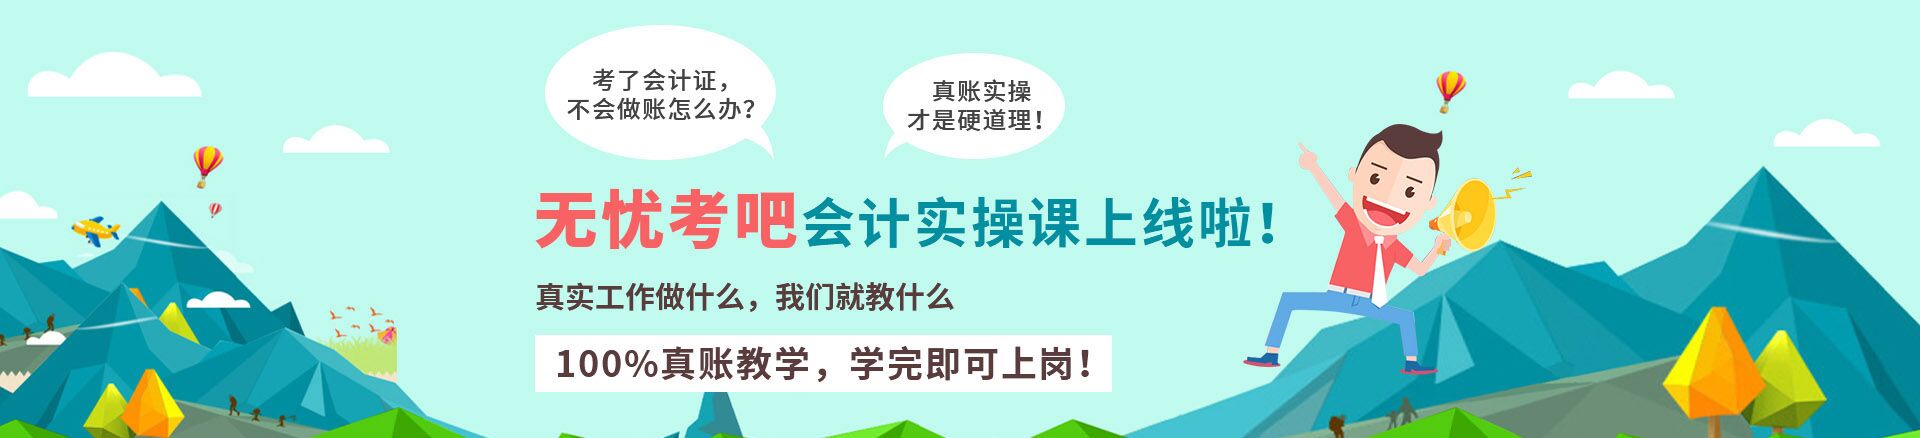 考了会计证，
不会做账怎么办?
真账实操
才是硬道理！
无忧考吧会计实操课上线啦！
真实工作做什么，我们就教什么
100%真账教学，学完即可上岗！